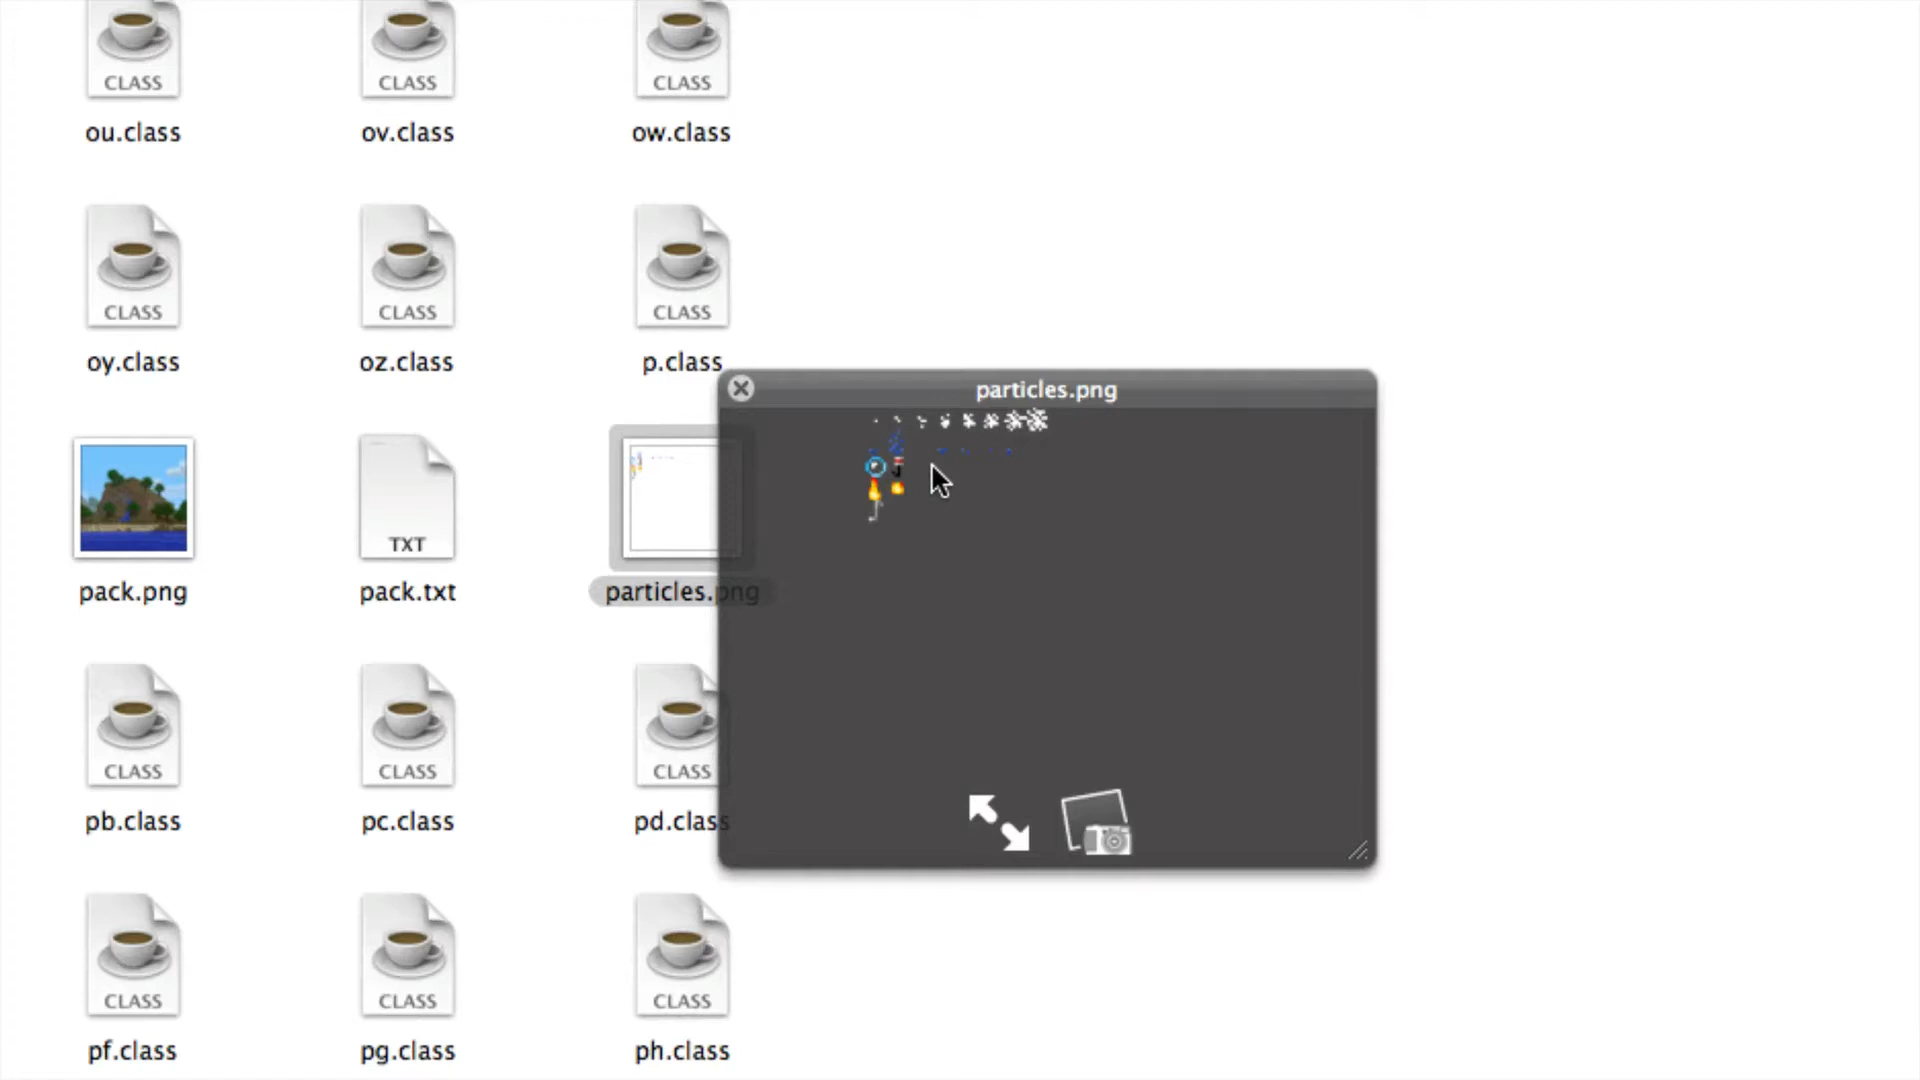 CLASS CLASS CLASS
ou.class ov.class ow.class
CLASS CLASS CLASS
oy.class oz.class p.class
particles.png
TXT
pack.png pack.txt particles.png
CLASS CLASS CLASS
pb.class pc.class pd.class
CLASS CLASS CLASS
pf.class pg.class ph.class